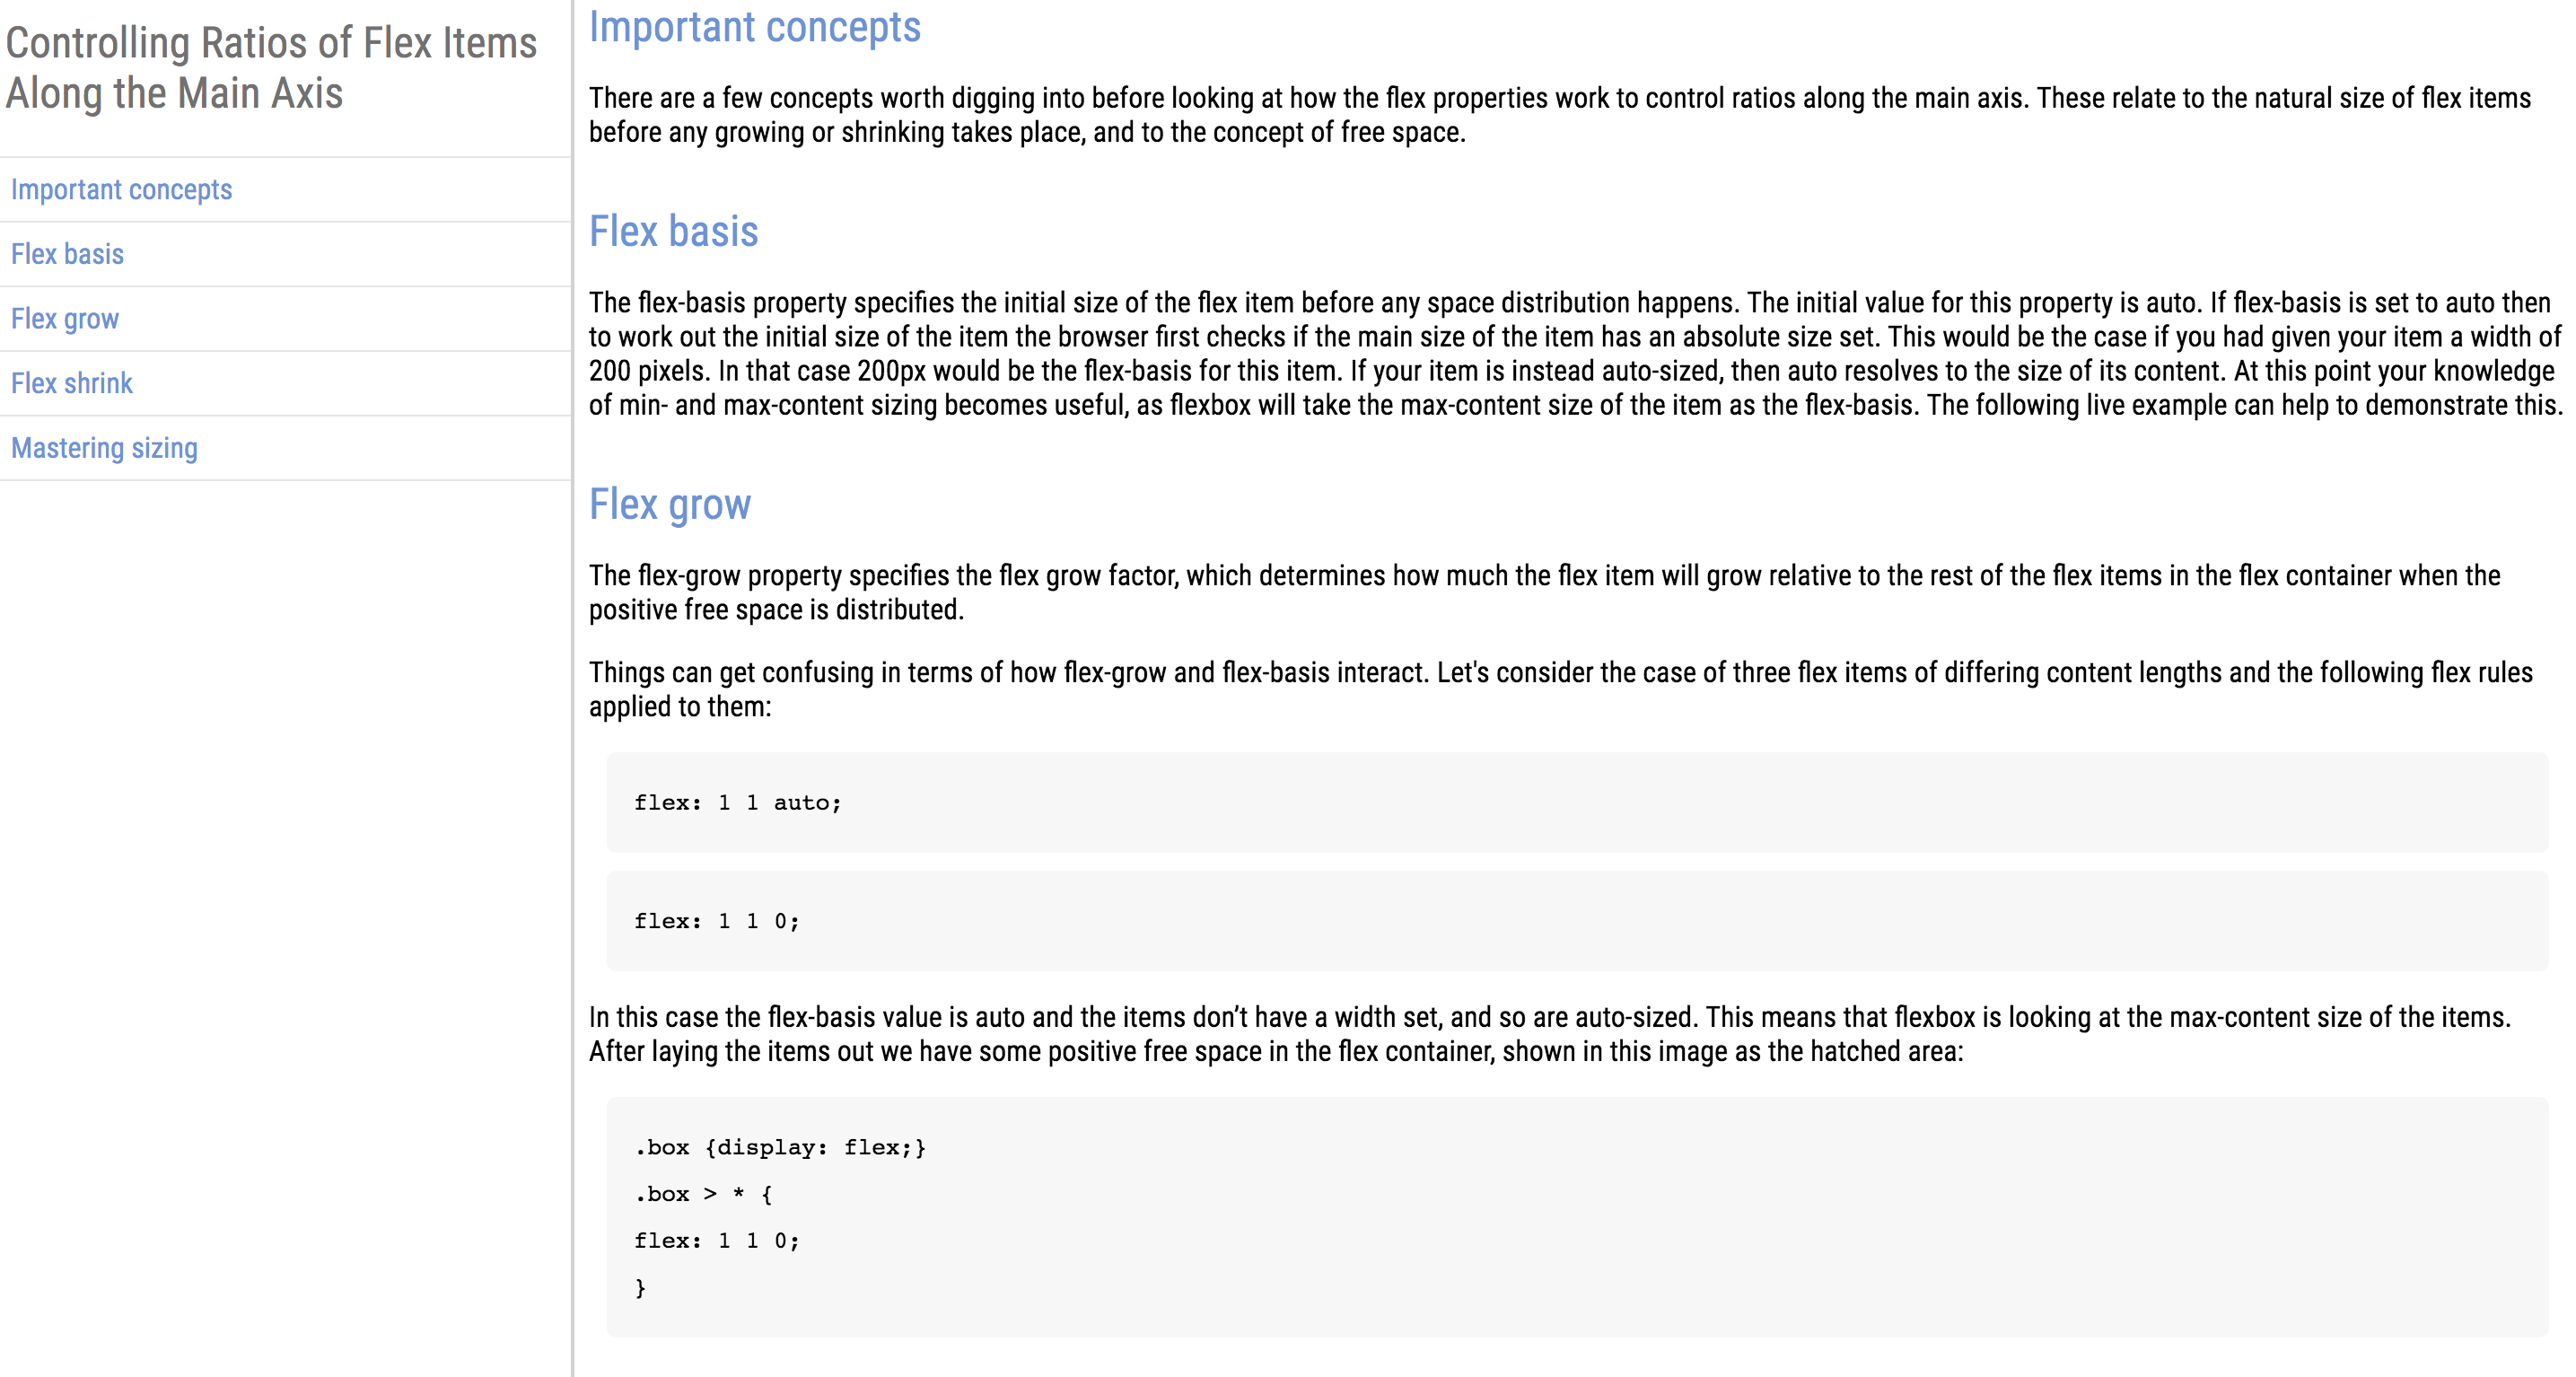 Controlling Ratios of Flex Items
Along the Main Axis
Important concepts
Flex basis
Flex grow
Flex shrink
Mastering sizing
Important concepts
There are a few concepts worth digging into before looking at how the flex properties work to control ratios along the main axis. These relate to the natural size of flex items
before any growing or shrinking takes place, and to the concept of free space.
Flex basis
The flex-basis property specifies the initial size of the flex item before any space distribution happens. The initial value for this property is auto. If flex-basis is set to auto then
to work out the initial size of the item the browser first checks if the main size of the item has an absolute size set. This would be the case if you had given your item a width of
200 pixels. In that case 200px would be the flex-basis for this item. If your item is instead auto-sized, then auto resolves to the size of its content. At this point your knowledge
of min- and max-content sizing becomes useful, as flexbox will take the max-content size of the item as the flex-basis. The following live example can help to demonstrate this.
Flex grow
The flex-grow property specifies the flex grow factor, which determines how much the flex item will grow relative to the rest of the flex items in the flex container when the
positive free space is distributed.
Things can get confusing in terms of how flex-grow and flex-basis interact. Let's consider the case of three flex items of differing content lengths and the following flex rules
applied to them:
flex: 1 1 auto;
flex: 1 1 0;
In this case the flex-basis value is auto and the items don’t have a width set, and so are auto-sized. This means that flexbox is looking at the max-content size of the items.
After laying the items out we have some positive free space in the flex container, shown in this image as the hatched area:
.box {display: flex;}
.box > * {
flex: 1 1 0;
}